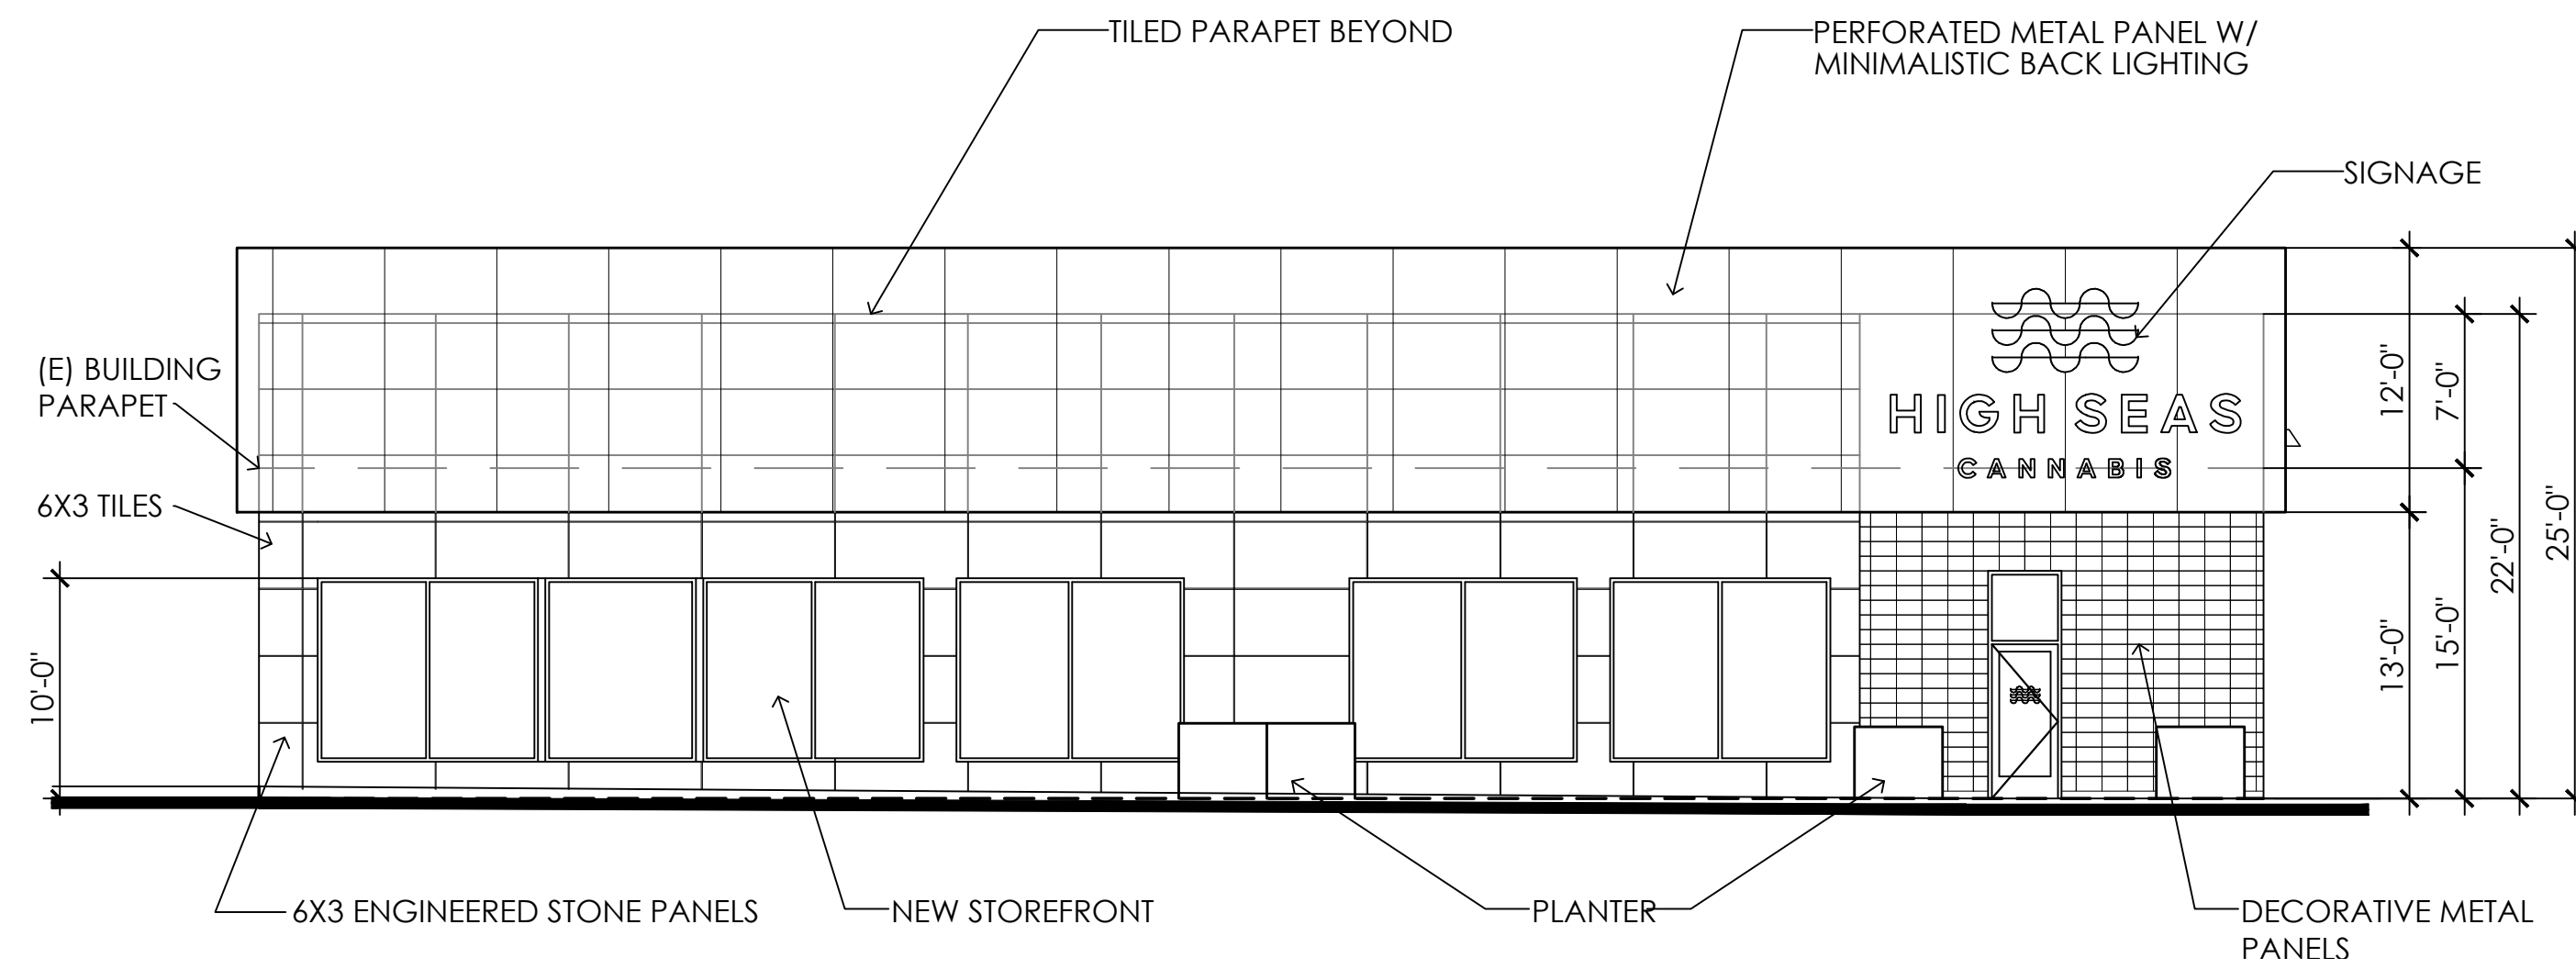 TILED PARAPET BEYOND
PERFORATED METAL PANEL W/
MINIMALISTIC BACK LIGHTING
SIGNAGE
(E) BUILDING
PARAPET
6X3 TILES
HIGH SEAS
CANNABIS
12'-0"
7'-0"
25'-0"
22'-0"
13'-0"
15'-0"
10'-0"
6X3 ENGINEERED STONE PANELS
NEW STOREFRONT
PLANTER
DECORATIVE METAL
PANELS